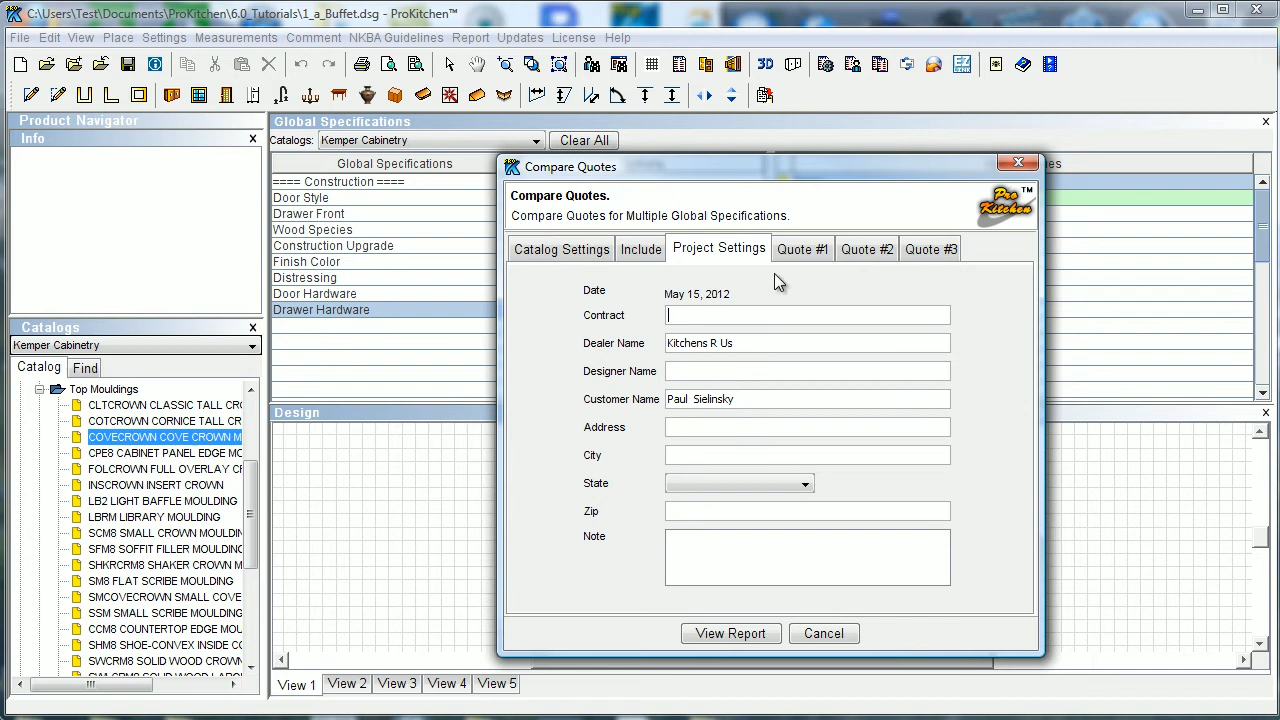 C:\Users\Test\Documents\ProKitchen\6.0_Tutorials\1_a_Buffet.dsg - ProKitchen™
File Edit View Place Settings Measurements Comment NKBA Guidelines Report Updates License Help
3D
Product Navigator
Info
Catalogs
Kemper Cabinetry
Catalog Find
Top Mouldings
CLTCROWN CLASSIC TALL CRO
COTCROWN CORNICE TALL CR
COVECROWN COVE CROWN M
CPE8 CABINET PANEL EDGE MO
FOLCROWN FULL OVERLAY CR
INSCROWN INSERT CROWN
LB2 LIGHT BAFFLE MOULDING
LBRM LIBRARY MOULDING
SCM8 SMALL CROWN MOULDIN
SFM8 SOFFIT FILLER MOULDING
SHKRCM8 SHAKER CROWN MO
SM8 FLAT SCRIBE MOULDING
SMCOVECROWN SMALL COVE
SSM SMALL SCRIBE MOULDING
CCM8 COUNTERTOP EDGE MOU
SHM8 SHOE-CONVEX INSIDE CO
SWCRM8 SOLID WOOD CROWN
Global Specifications
Catalogs: Kemper Cabinetry Clear All
Global Specifications
==== Construction ====
Door Style
Drawer Front
Wood Species
Construction Upgrade
Finish Color
Distressing
Door Hardware
Drawer Hardware
Design
View 1 View 2 View 3 View 4 View 5
Compare Quotes
Compare Quotes.
Compare Quotes for Multiple Global Specifications.
Pro Kitchen™
Catalog Settings Include Project Settings Quote #1 Quote #2 Quote #3
Date May 15, 2012
Contract
Dealer Name Kitchens R Us
Designer Name
Customer Name Paul Sielinsky
Address
City
State
Zip
Note
View Report Cancel